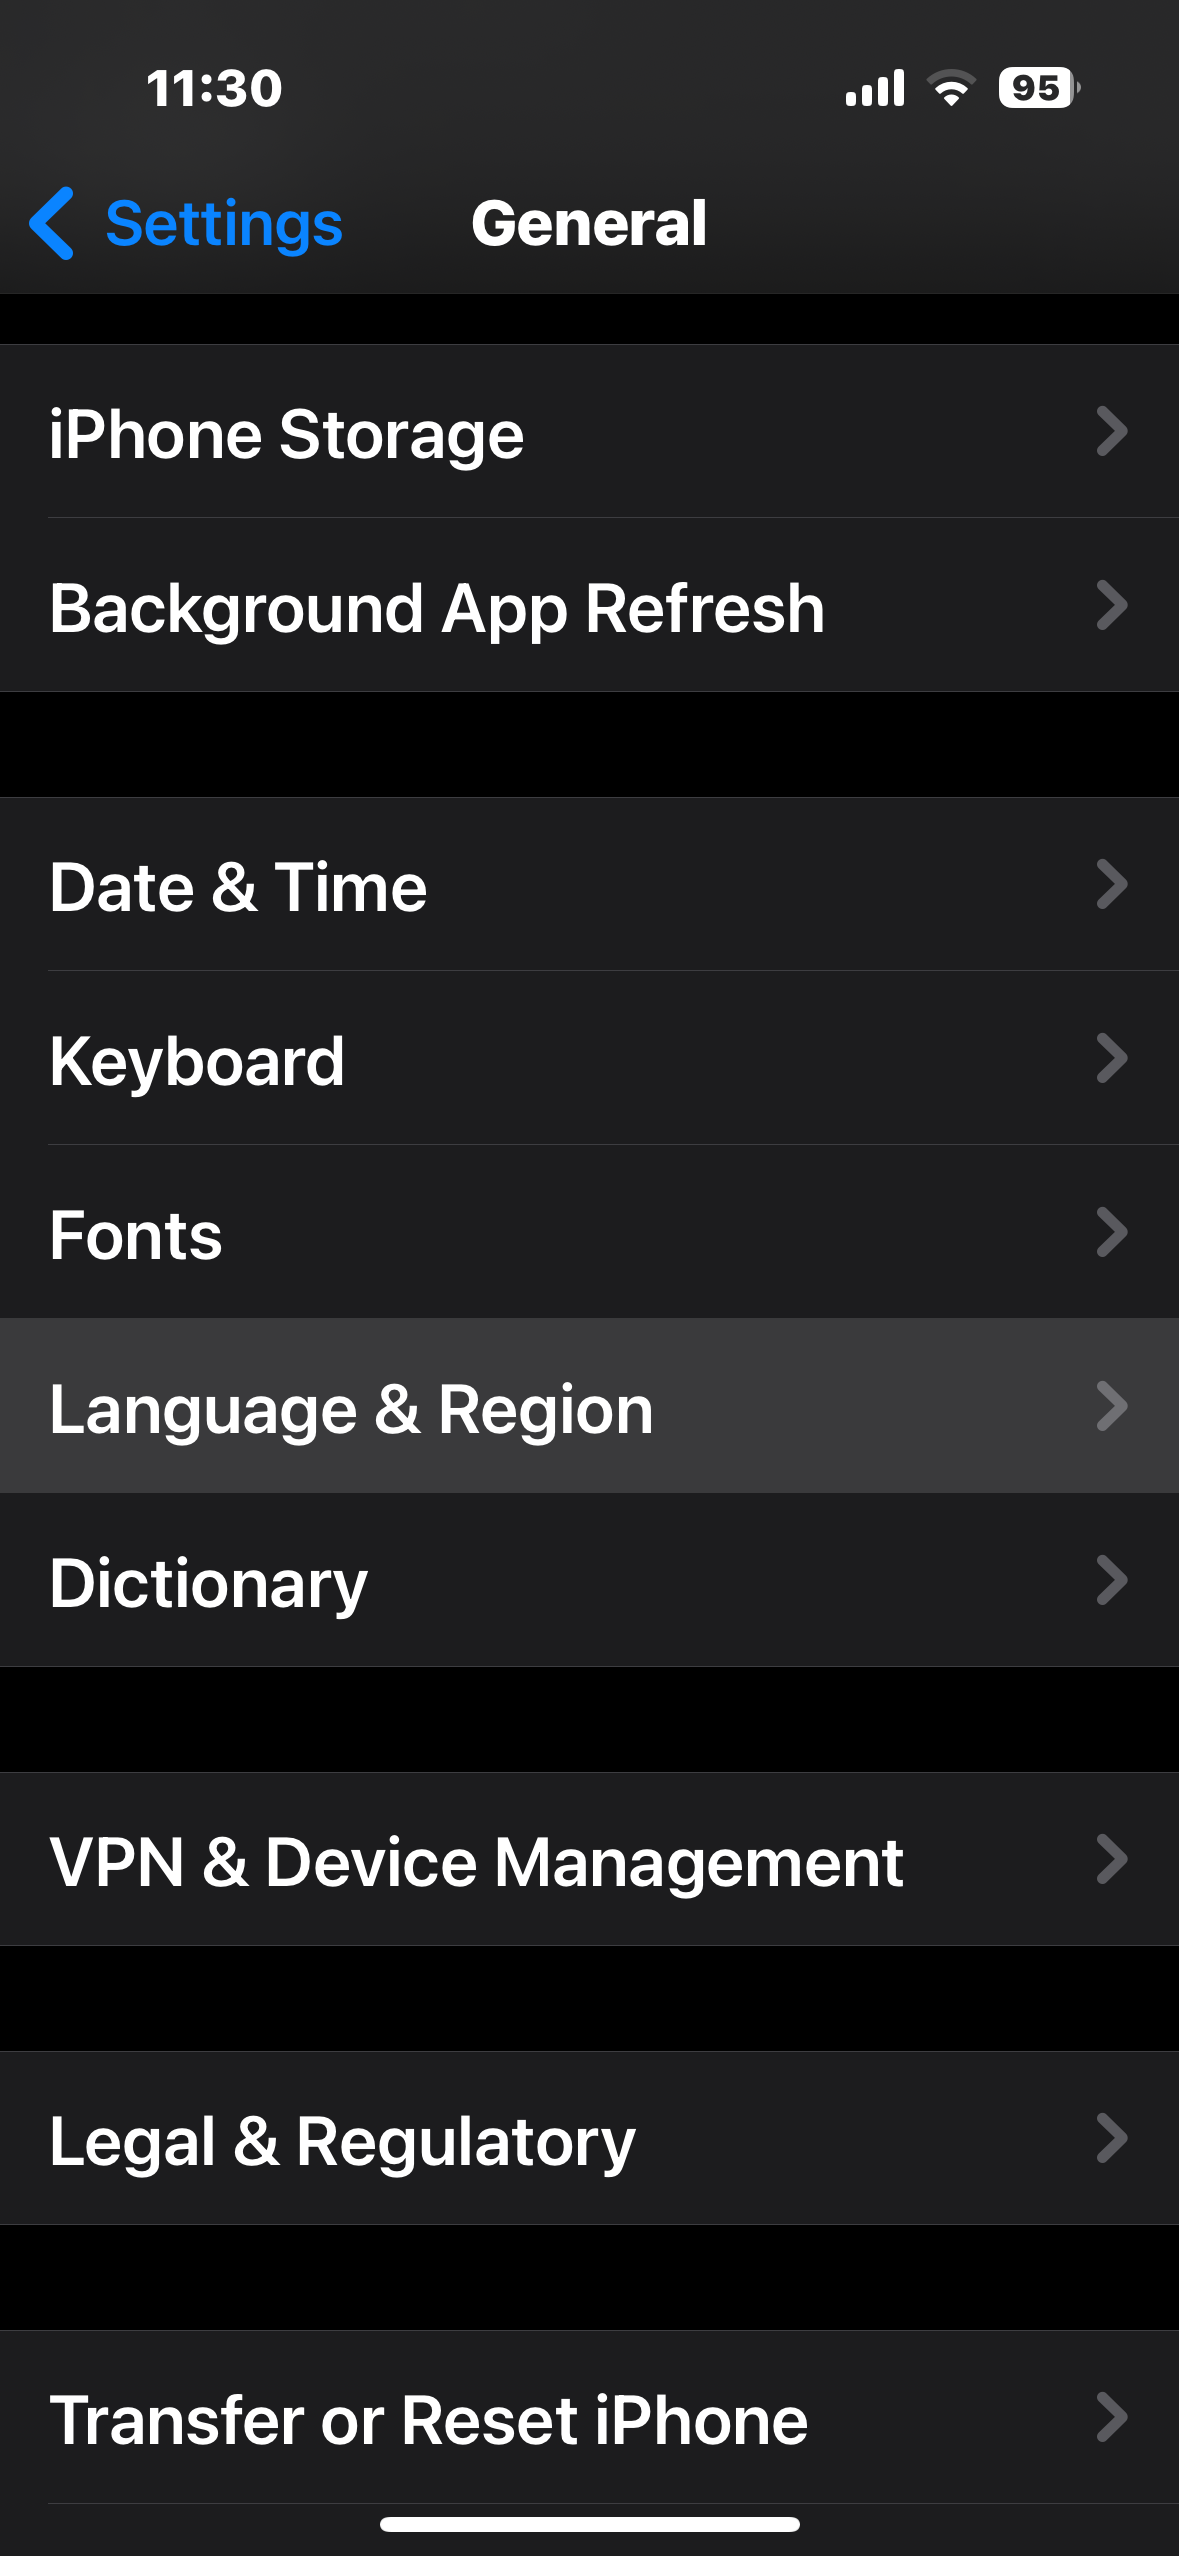 11:30
95
Settings
General
iPhone Storage
Background App Refresh
Date & Time
Keyboard
Fonts
Language & Region
Dictionary
VPN & Device Management
Legal & Regulatory
Transfer or Reset iPhone